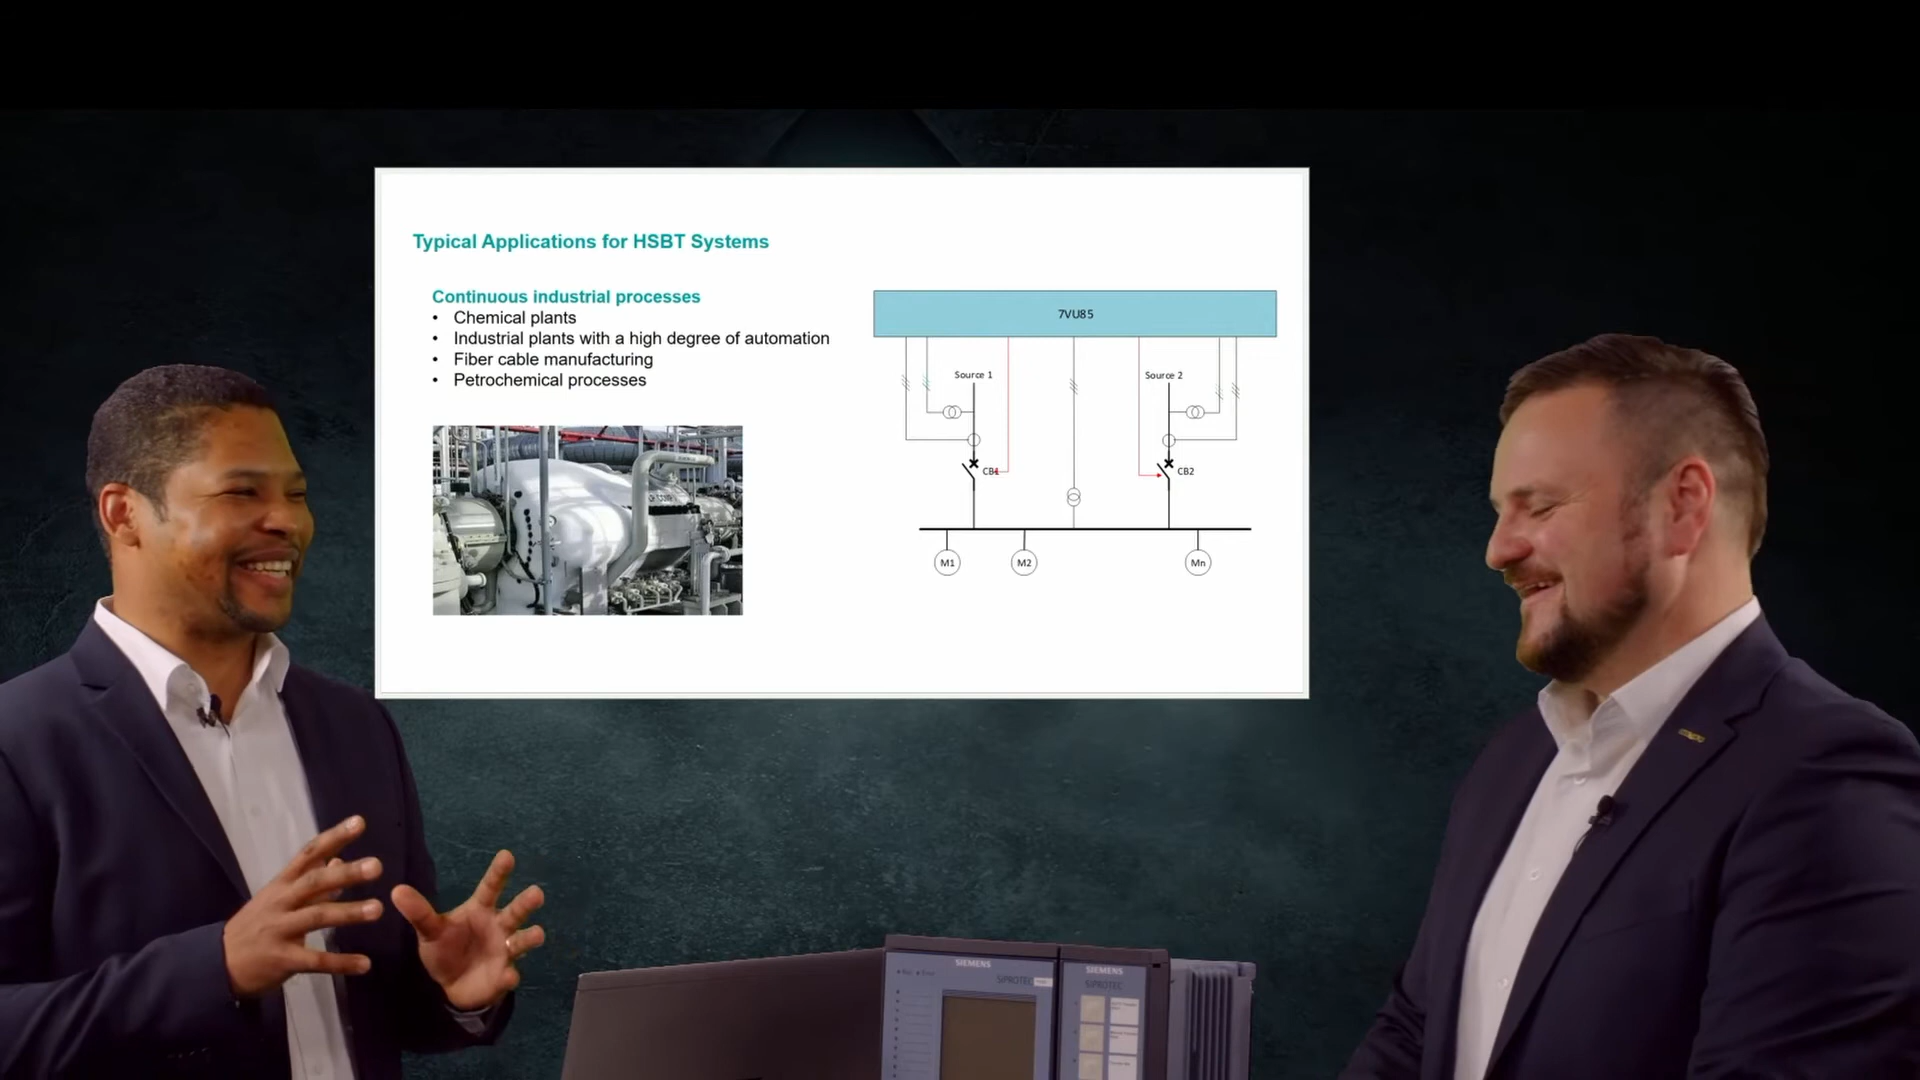 Typical Applications for HSBT Systems
Continuous industrial processes
• Chemical plants
• Industrial plants with a high degree of automation
• Fiber cable manufacturing
• Petrochemical processes
7VU85
Source 1
Source 2
CB1
CB2
M1
M2
Mn
SIEMENS
SIPROTEC
SIEMENS
SIPROTEC